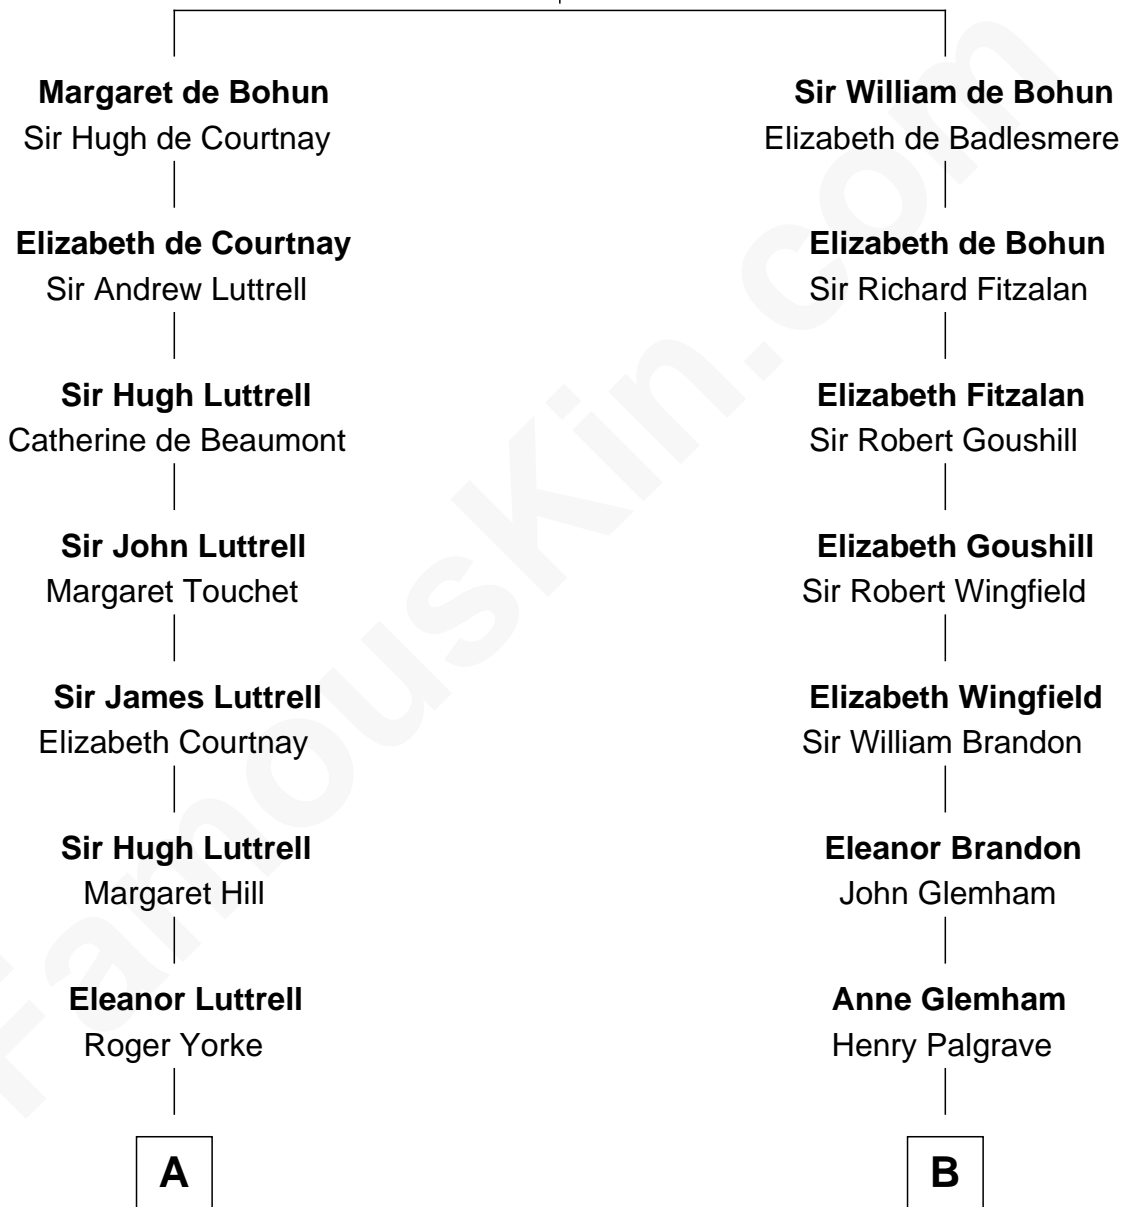 Margaret de Bohun
Sir Hugh de Courtnay
Elizabeth de Courtnay
Sir Andrew Luttrell
Sir Hugh Luttrell
Catherine de Beaumont
Sir John Luttrell
Margaret Touchet
Sir James Luttrell
Elizabeth Courtnay
Sir Hugh Luttrell
Margaret Hill
Eleanor Luttrell
Roger Yorke
A
Sir William de Bohun
Elizabeth de Badlesmere
Elizabeth de Bohun
Sir Richard Fitzalan
Elizabeth Fitzalan
Sir Robert Goushill
Elizabeth Goushill
Sir Robert Wingfield
Elizabeth Wingfield
Sir William Brandon
Eleanor Brandon
John Glemham
Anne Glemham
Henry Palgrave
B
FamousKin.com